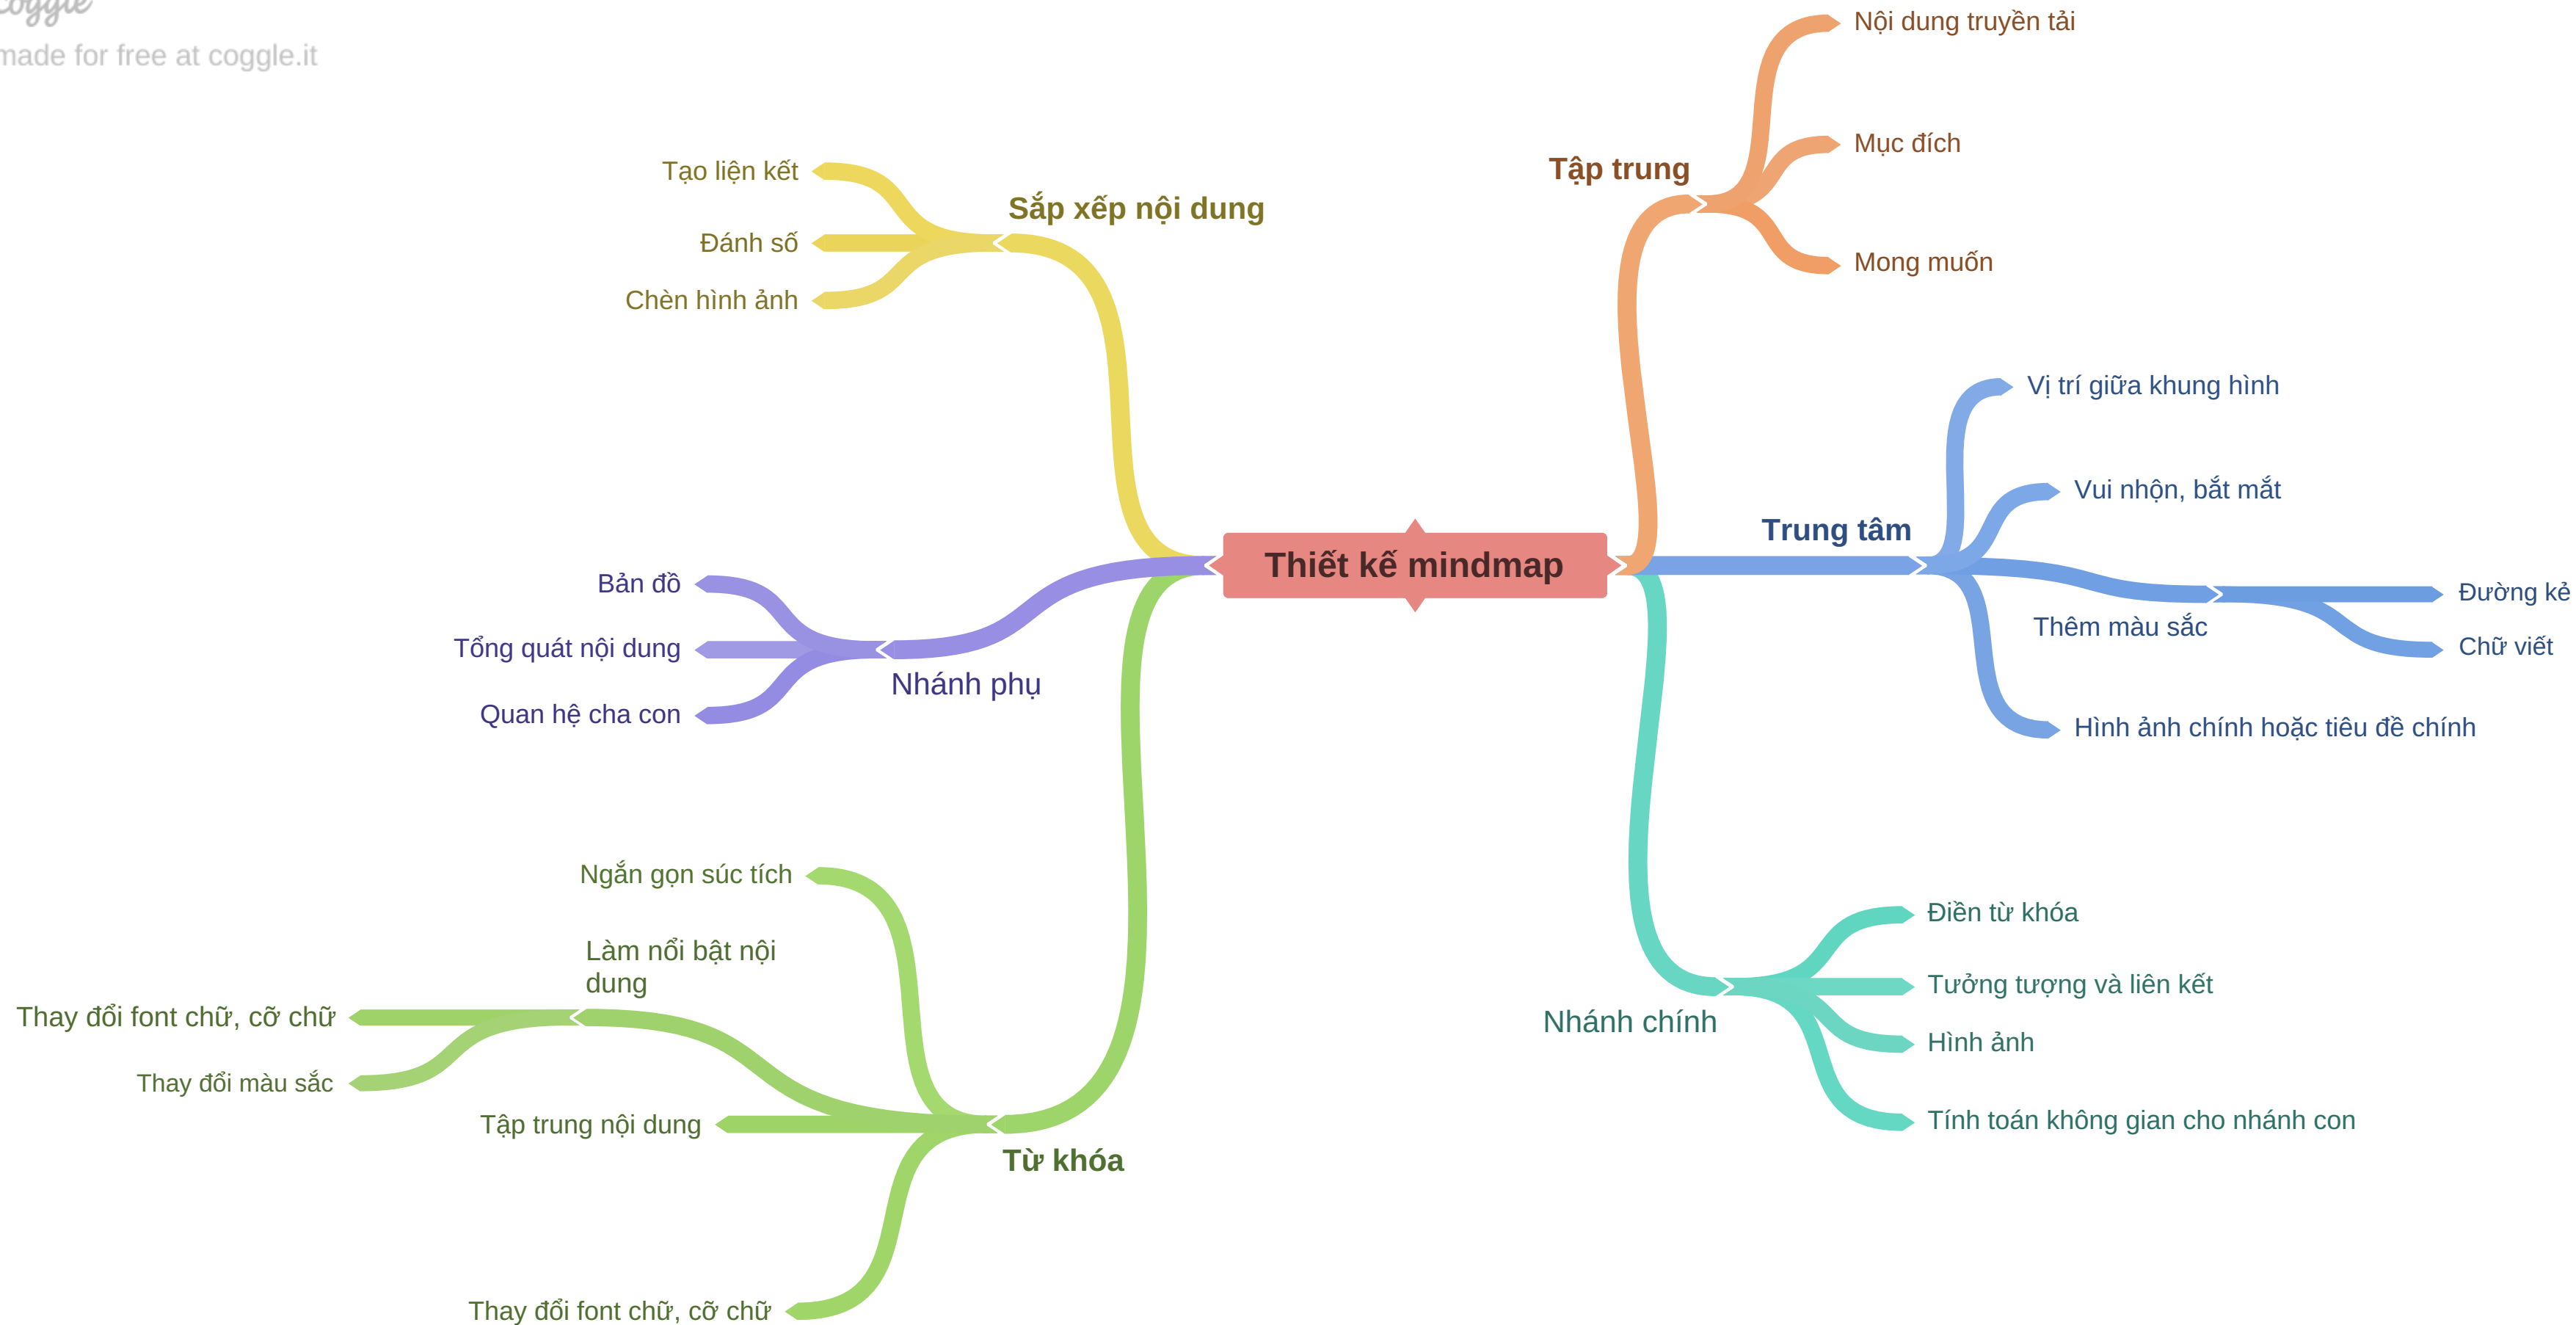 Coggle
made for free at coggle.it
Thiết kế mindmap
Tập trung
Nội dung truyền tải
Mục đích
Mong muốn
Trung tâm
Vị trí giữa khung hình
Vui nhộn, bắt mắt
Thêm màu sắc
Đường kẻ
Chữ viết
Hình ảnh chính hoặc tiêu đề chính
Nhánh chính
Điền từ khóa
Tưởng tượng và liên kết
Hình ảnh
Tính toán không gian cho nhánh con
Sắp xếp nội dung
Tạo liện kết
Đánh số
Chèn hình ảnh
Nhánh phụ
Bản đồ
Tổng quát nội dung
Quan hệ cha con
Từ khóa
Ngắn gọn súc tích
Làm nổi bật nội
dung
Thay đổi font chữ, cỡ chữ
Thay đổi màu sắc
Tập trung nội dung
Thay đổi font chữ, cỡ chữ